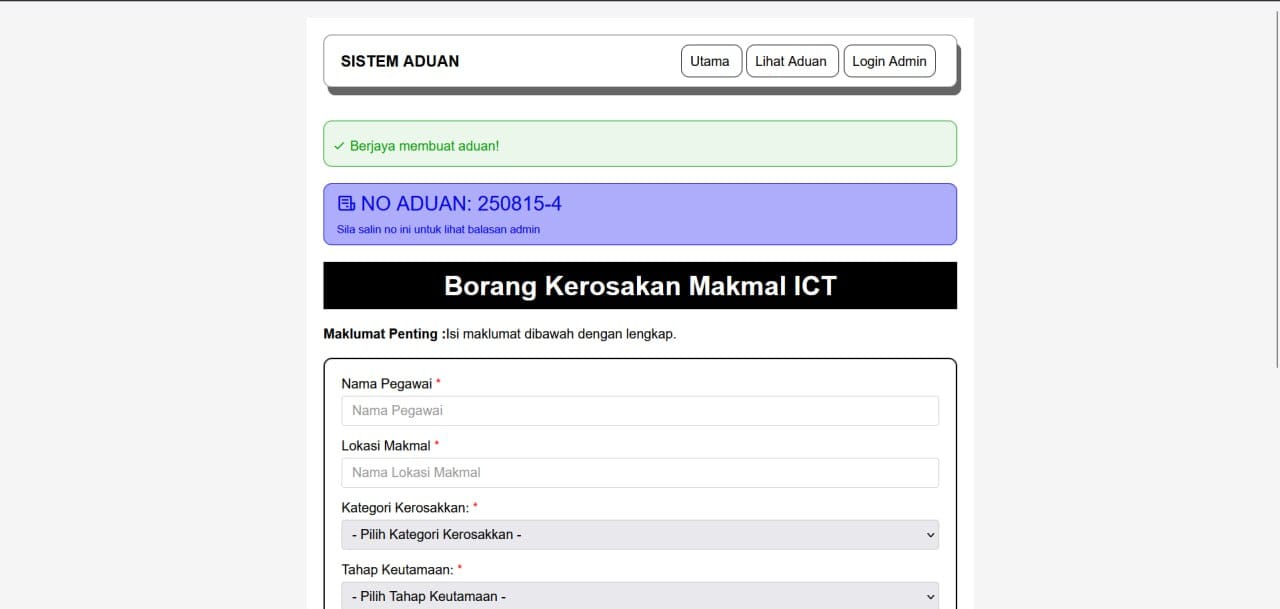 SISTEM ADUAN
Utama
Lihat Aduan
Login Admin
✓ Berjaya membuat aduan!
NO ADUAN: 250815-4
Sila salin no ini untuk lihat balasan admin
Borang Kerosakan Makmal ICT
Maklumat Penting :Isi maklumat dibawah dengan lengkap.
Nama Pegawai *
Nama Pegawai
Lokasi Makmal *
Nama Lokasi Makmal
Kategori Kerosakkan: *
- Pilih Kategori Kerosakkan -
Tahap Keutamaan: *
- Pilih Tahap Keutamaan -